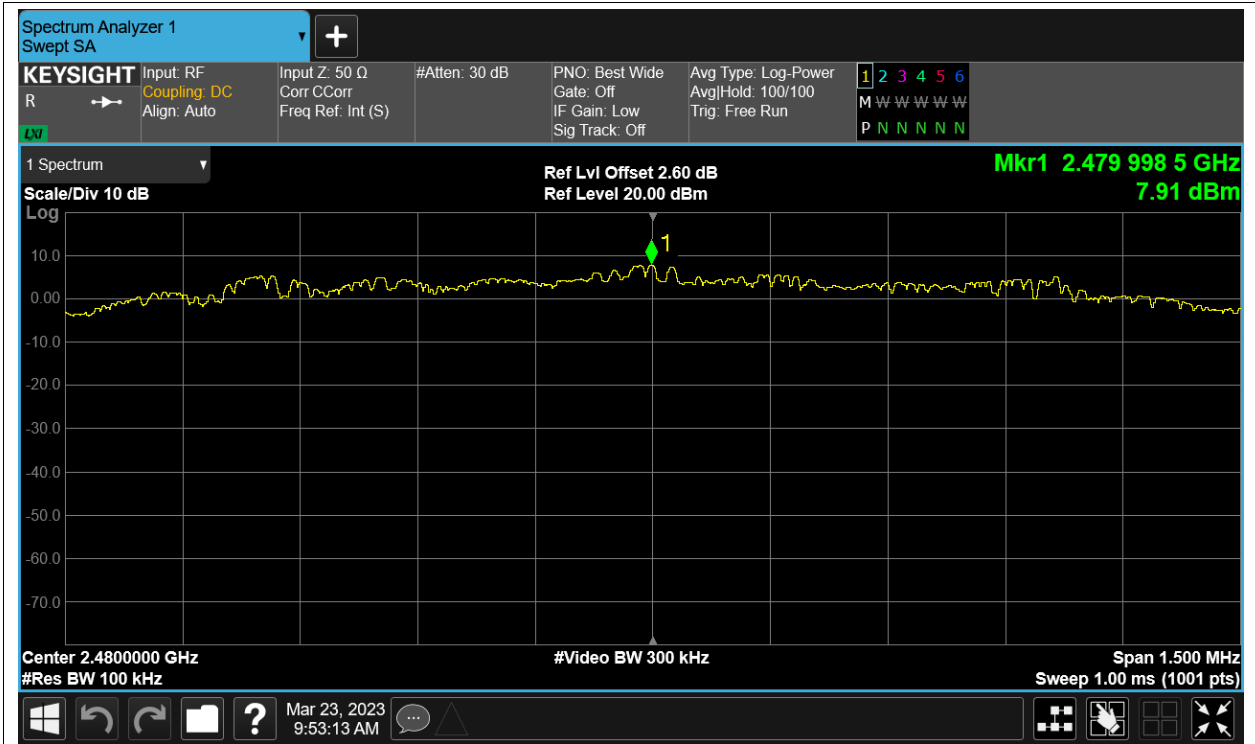 Spectrum Analyzer 1
Swept SA
KEYSIGHT
R
LXI
Input: RF
Coupling: DC
Align: Auto
Input Z: 50 Ω
Corr CCorr
Freq Ref: Int (S)
#Atten: 30 dB
PNO: Best Wide
Gate: Off
IF Gain: Low
Sig Track: Off
Avg Type: Log-Power
Avg|Hold: 100/100
Trig: Free Run
1 2 3 4 5 6
M W W W W W
P N N N N N
1 Spectrum
Scale/Div 10 dB
Log
Ref Lvl Offset 2.60 dB
Ref Level 20.00 dBm
Mkr1 2.479 998 5 GHz
7.91 dBm
1
10.0
0.00
-10.0
-20.0
-30.0
-40.0
-50.0
-60.0
-70.0
Center 2.4800000 GHz
#Res BW 100 kHz
#Video BW 300 kHz
Span 1.500 MHz
Sweep 1.00 ms (1001 pts)
?
Mar 23, 2023
9:53:13 AM